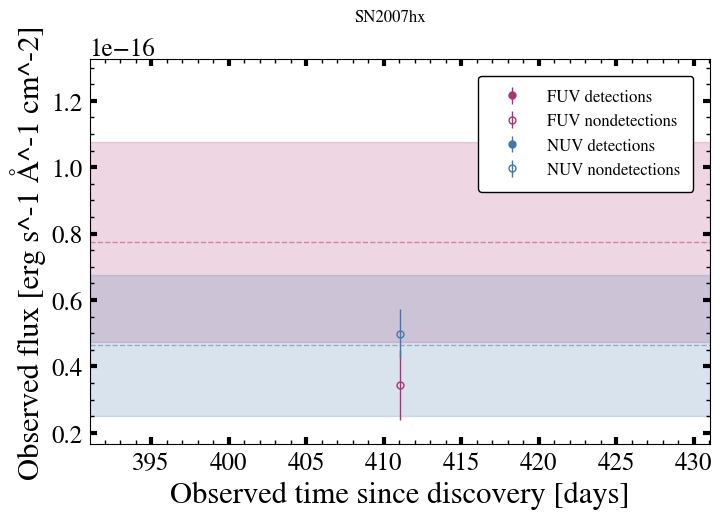 SN2007hx
1e−16
Observed flux [erg s^-1 Å^-1 cm^-2]
1.2
1.0
0.8
0.6
0.4
0.2
FUV detections
FUV nondetections
NUV detections
NUV nondetections
395 400 405 410 415 420 425 430
Observed time since discovery [days]